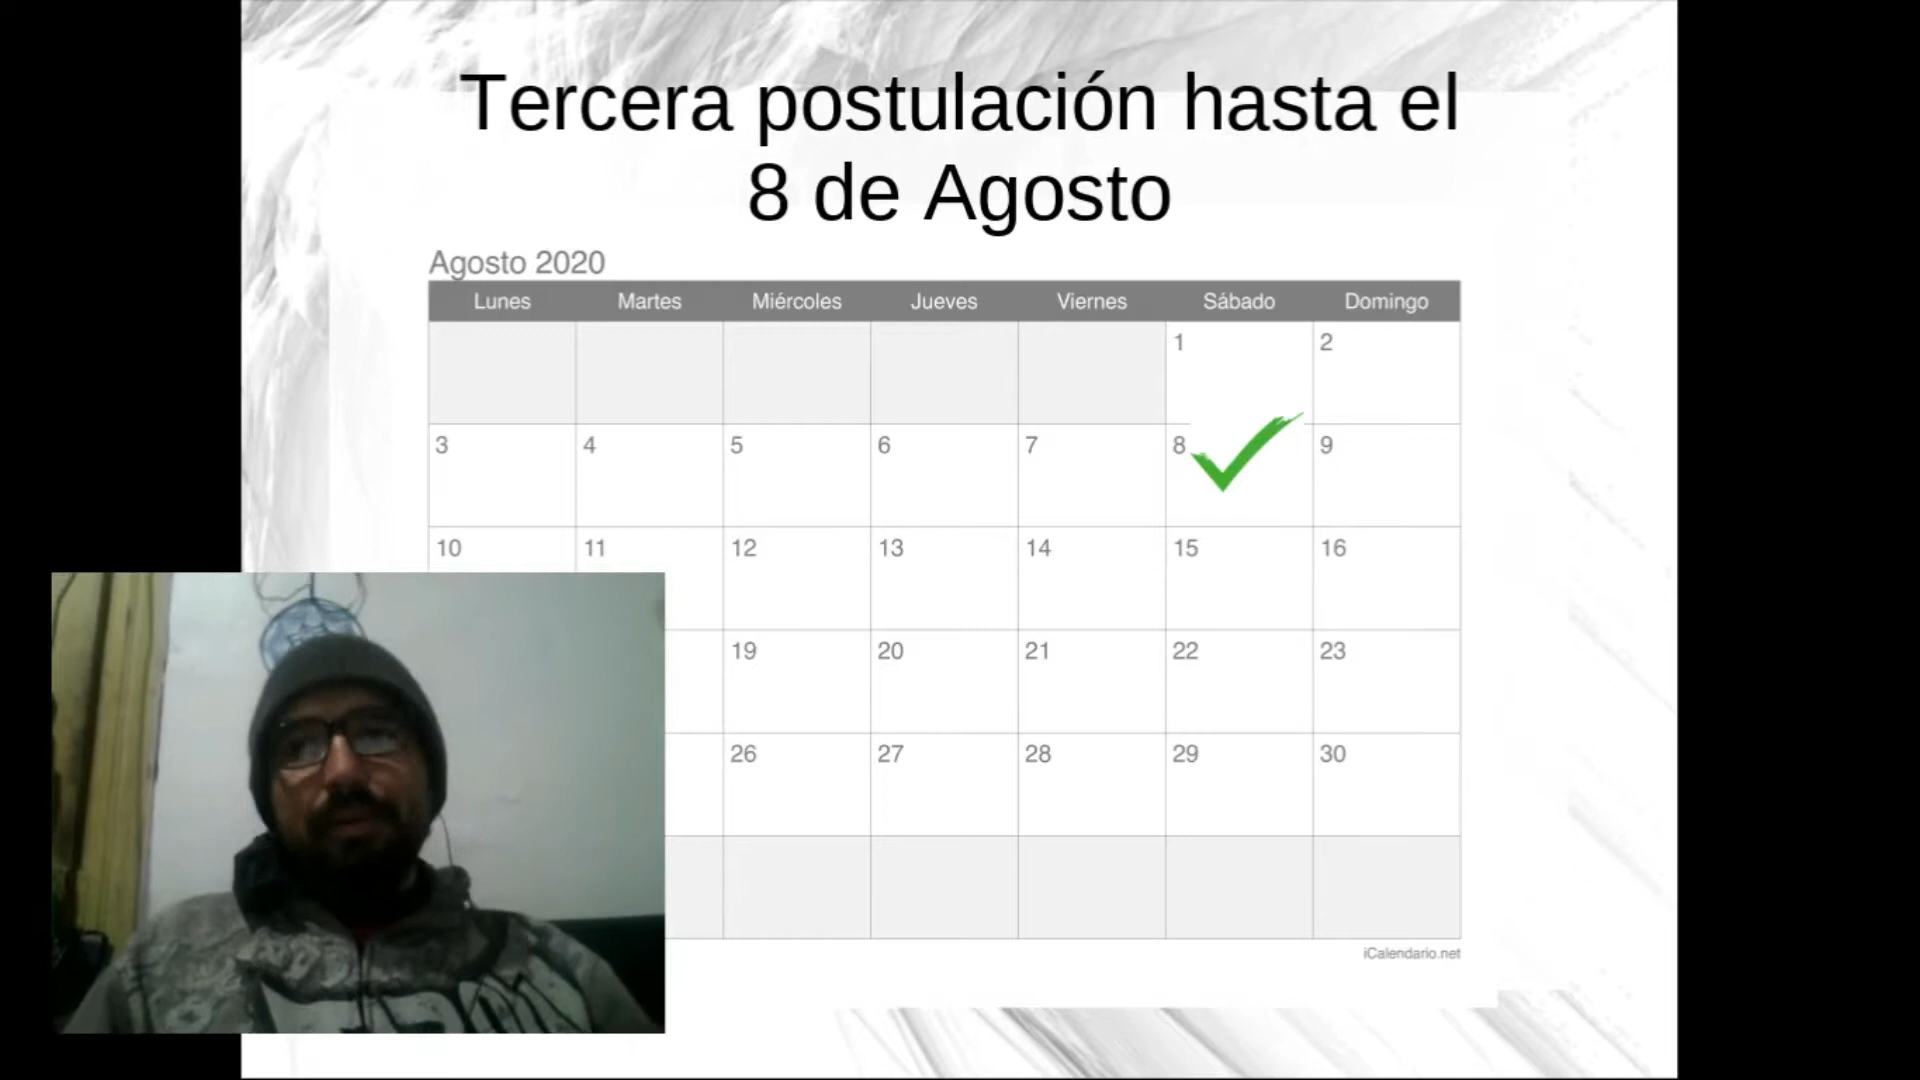 Tercera postulación hasta el
8 de Agosto
Agosto 2020
Lunes Martes Miércoles Jueves Viernes Sábado Domingo
1 2
3 4 5 6 7 8 9
10 11 12 13 14 15 16
19 20 21 22 23
26 27 28 29 30
iCalendario.net